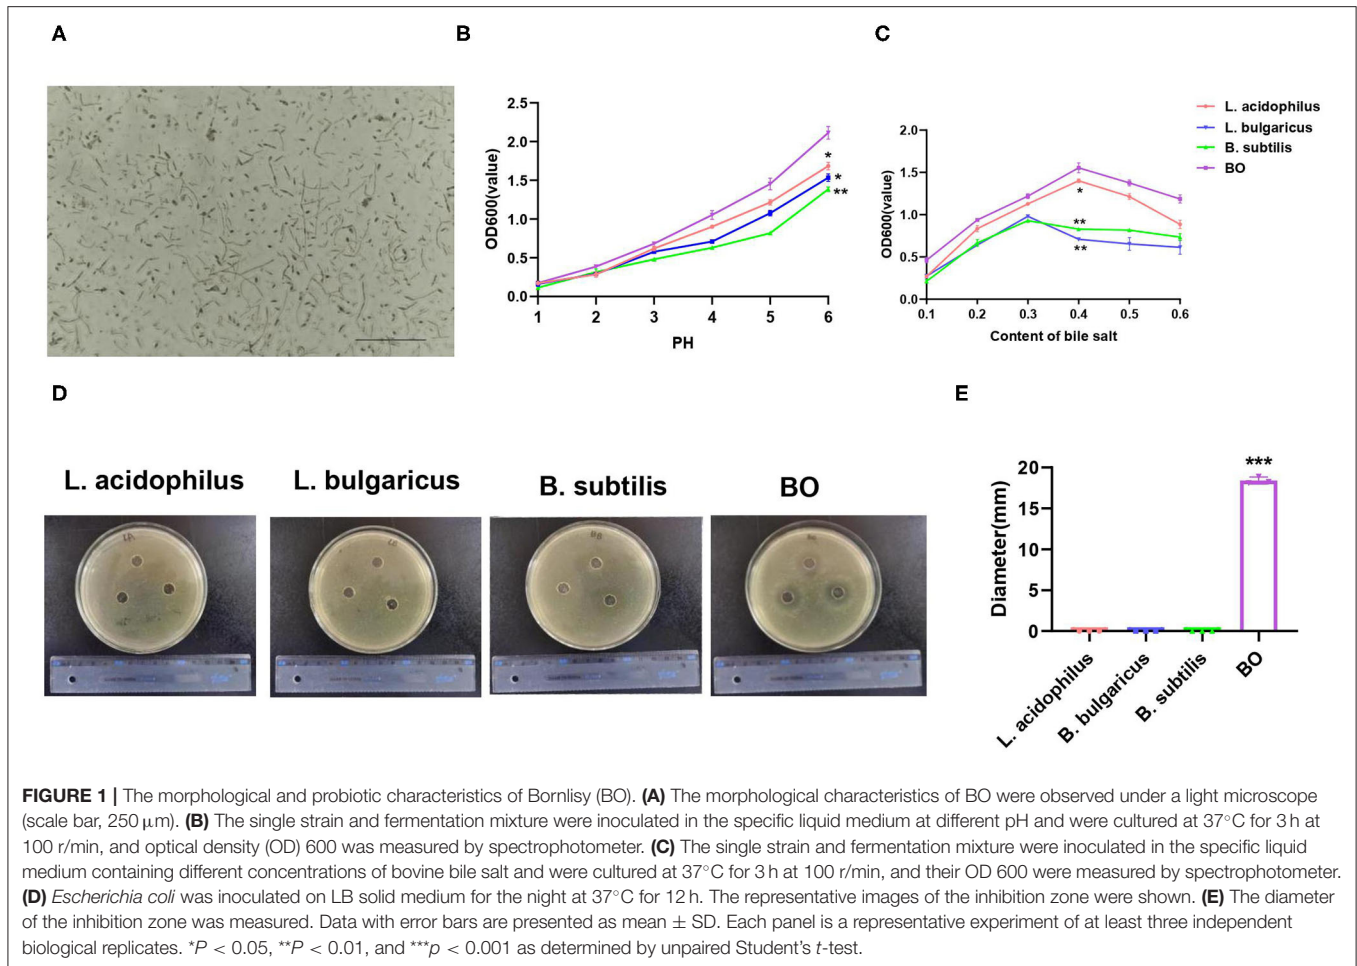 A
B
C
2.5
2.0
1.5
1.0
0.5
0.0
OD600(value)
1 2 3 4 5 6
PH
*
*
**
2.0
1.5
1.0
0.5
0.0
OD600(value)
0.1 0.2 0.3 0.4 0.5 0.6
Content of bile salt
*
**
**
L. acidophilus
L. bulgaricus
B. subtilis
BO
D
E
L. acidophilus
L. bulgaricus
B. subtilis
BO
20
15
10
5
0
Diameter(mm)
***
L. acidophilus
B. bulgaricus
B. subtilis
BO
FIGURE 1 | The morphological and probiotic characteristics of Bornlisy (BO). (A) The morphological characteristics of BO were observed under a light microscope
(scale bar, 250 μm). (B) The single strain and fermentation mixture were inoculated in the specific liquid medium at different pH and were cultured at 37°C for 3 h at
100 r/min, and optical density (OD) 600 was measured by spectrophotometer. (C) The single strain and fermentation mixture were inoculated in the specific liquid
medium containing different concentrations of bovine bile salt and were cultured at 37°C for 3 h at 100 r/min, and their OD 600 were measured by spectrophotometer.
(D) Escherichia coli was inoculated on LB solid medium for the night at 37°C for 12 h. The representative images of the inhibition zone were shown. (E) The diameter
of the inhibition zone was measured. Data with error bars are presented as mean ± SD. Each panel is a representative experiment of at least three independent
biological replicates. *P < 0.05, **P < 0.01, and ***p < 0.001 as determined by unpaired Student's t-test.